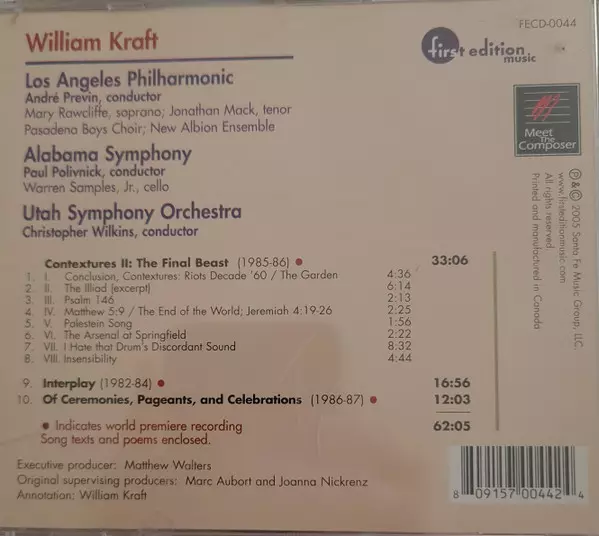 William Kraft
FECD-0044
first edition
music
Los Angeles Philharmonic
André Previn, conductor
Mary Rawcliffe, soprano; Jonathan Mack, tenor
Pasadena Boys Choir; New Albion Ensemble
Meet
The
Composer
Alabama Symphony
Paul Polivnick, conductor
Warren Samples, Jr., cello
Utah Symphony Orchestra
Christopher Wilkins, conductor
Ⓟ & © 2005 Santa Fe Music Group, LLC.
www.firsteditionmusic.com
All rights reserved.
Printed and manufactured in Canada
Contextures II: The Final Beast (1985-86) ● 33:06
1. I. Conclusion, Contextures: Riots Decade '60 / The Garden 4:36
2. II. The Illiad (excerpt) 6:14
3. III. Psalm 146 2:13
4. IV. Matthew 5:9 / The End of the World; Jeremiah 4:19-26 2:25
5. V. Palestein Song 1:56
6. VI. The Arsenal at Springfield 2:22
7. VII. I Hate that Drum's Discordant Sound 8:32
8. VIII. Insensibility 4:44
9. Interplay (1982-84) ● 16:56
10. Of Ceremonies, Pageants, and Celebrations (1986-87) ● 12:03
● Indicates world premiere recording 62:05
Song texts and poems enclosed.
Executive producer: Matthew Walters
Original supervising producers: Marc Aubort and Joanna Nickrenz
Annotation: William Kraft
8 09157 00442 4